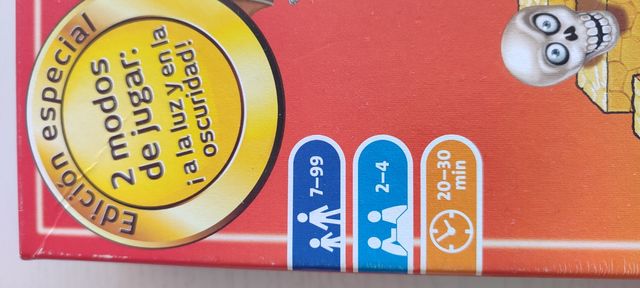 Edición especial
2 modos
de jugar:
¡a la luz y en la
oscuridad!
7–99
2–4
20–30
min